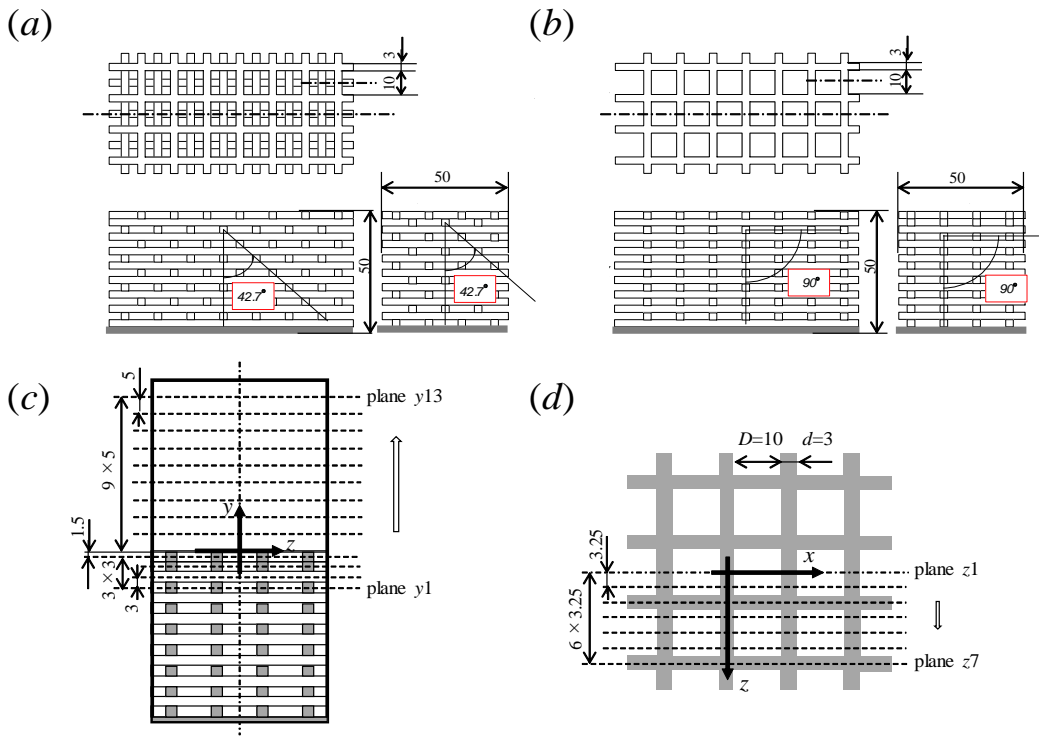 (a)
3
10
50
50
42.7°
42.7°
(b)
3
10
50
50
90°
90°
(c)
5
plane y13
9 × 5
1.5
y
z
3 × 3
3
plane y1
(d)
D=10
d=3
3.25
x
plane z1
6 × 3.25
plane z7
z